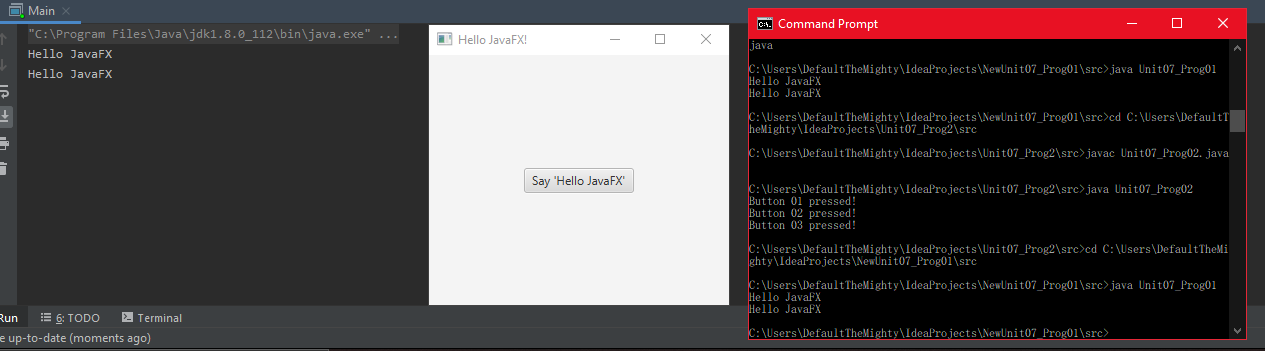 Main
"C:\Program Files\Java\jdk1.8.0_112\bin\java.exe" ...
Hello JavaFX
Hello JavaFX
Hello JavaFX!
Say 'Hello JavaFX'
Run
6: TODO
Terminal
e up-to-date (moments ago)
C:\.
Command Prompt
java
C:\Users\DefaultTheMighty\IdeaProjects\NewUnit07_Prog01\src>java Unit07_Prog01
Hello JavaFX
Hello JavaFX
C:\Users\DefaultTheMighty\IdeaProjects\NewUnit07_Prog01\src>cd C:\Users\DefaultT
heMighty\IdeaProjects\Unit07_Prog2\src
C:\Users\DefaultTheMighty\IdeaProjects\Unit07_Prog2\src>javac Unit07_Prog02.java
C:\Users\DefaultTheMighty\IdeaProjects\Unit07_Prog2\src>java Unit07_Prog02
Button 01 pressed!
Button 02 pressed!
Button 03 pressed!
C:\Users\DefaultTheMighty\IdeaProjects\Unit07_Prog2\src>cd C:\Users\DefaultTheMi
ghty\IdeaProjects\NewUnit07_Prog01\src
C:\Users\DefaultTheMighty\IdeaProjects\NewUnit07_Prog01\src>java Unit07_Prog01
Hello JavaFX
Hello JavaFX
C:\Users\DefaultTheMighty\IdeaProjects\NewUnit07_Prog01\src>